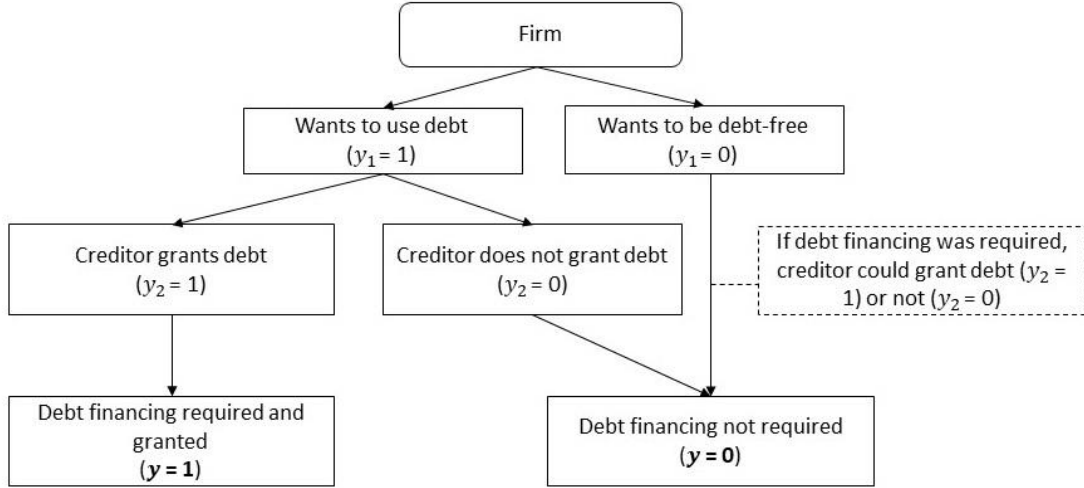 Firm
Wants to use debt
(y₁ = 1)
Wants to be debt-free
(y₁ = 0)
Creditor grants debt
(y₂ = 1)
Creditor does not grant debt
(y₂ = 0)
If debt financing was required,
creditor could grant debt (y₂ =
1) or not (y₂ = 0)
Debt financing required and
granted
(y = 1)
Debt financing not required
(y = 0)